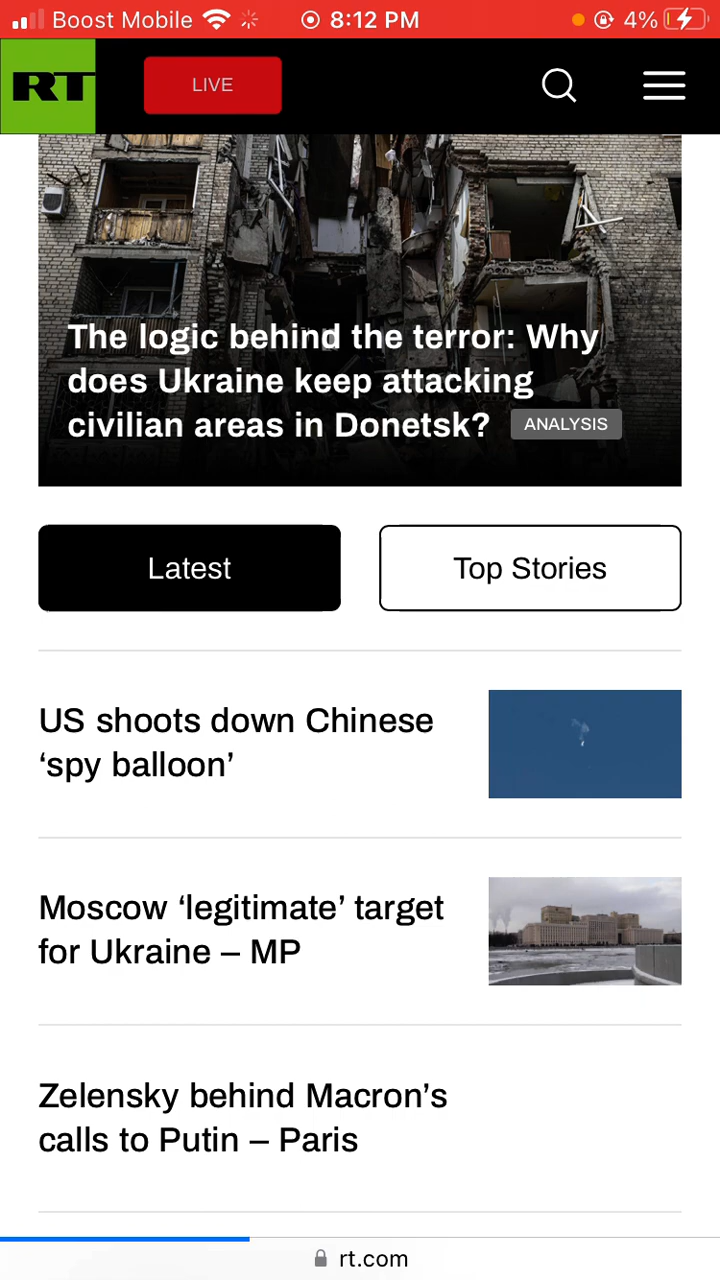 Boost Mobile 8:12 PM 4%
RT LIVE
The logic behind the terror: Why
does Ukraine keep attacking
civilian areas in Donetsk? ANALYSIS
Latest Top Stories
US shoots down Chinese
‘spy balloon’
Moscow ‘legitimate’ target
for Ukraine – MP
Zelensky behind Macron’s
calls to Putin – Paris
rt.com